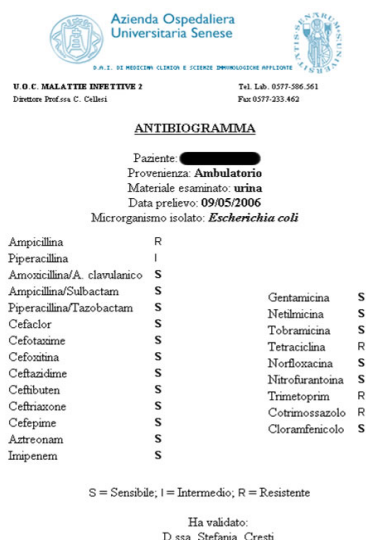 Azienda Ospedaliera
Universitaria Senese
D.A.I. DI MEDICINA CLINICA E SCIENZE IMMUNOLOGICHE APPLICATE
U.O.C. MALATTIE INFETTIVE 2
Direttore Prof.ssa C. Cellesi
Tel. Lab. 0577-586.561
Fax 0577-233.462
ANTIBIOGRAMMA
Paziente:
Provenienza: Ambulatorio
Materiale esaminato: urina
Data prelievo: 09/05/2006
Microrganismo isolato: Escherichia coli
Ampicillina R
Piperacillina I
Amoxicillina/A. clavulanico S
Ampicillina/Sulbactam S
Piperacillina/Tazobactam S
Cefaclor S
Cefotaxime S
Cefoxitina S
Ceftazidime S
Ceftibuten S
Ceftriaxone S
Cefepime S
Aztreonam S
Imipenem S
Gentamicina S
Netilmicina S
Tobramicina S
Tetraciclina R
Norfloxacina S
Nitrofurantoina S
Trimetoprim R
Cotrimossazolo R
Cloramfenicolo S
S = Sensibile; I = Intermedio; R = Resistente
Ha validato:
D.ssa Stefania Cresti